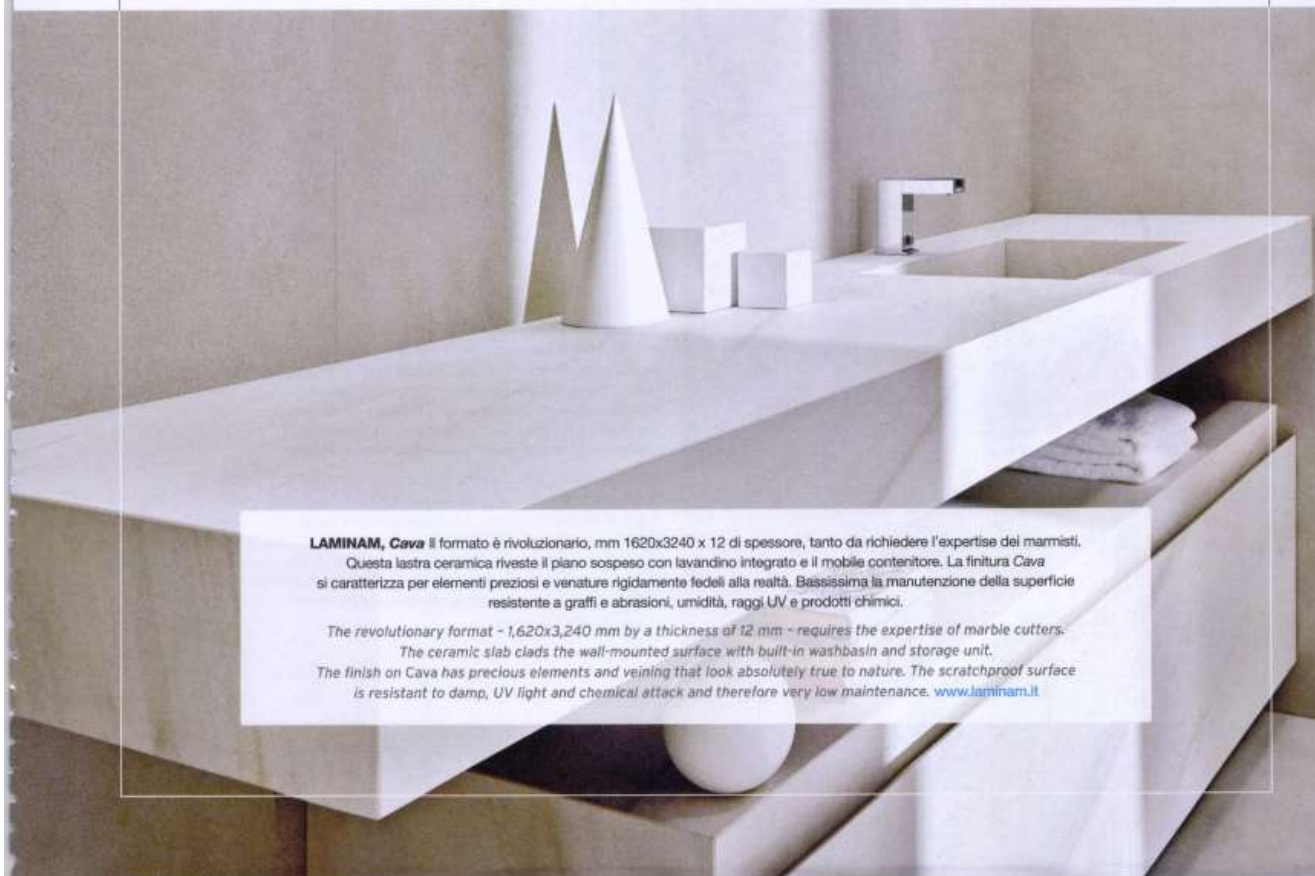 LAMINAM, Cava Il formato è rivoluzionario, mm 1620x3240 x 12 di spessore, tanto da richiedere l'expertise dei marmisti.
Questa lastra ceramica riveste il piano sospeso con lavandino integrato e il mobile contenitore. La finitura Cava
si caratterizza per elementi preziosi e venature rigidamente fedeli alla realtà. Bassissima la manutenzione della superficie
resistente a graffi e abrasioni, umidità, raggi UV e prodotti chimici.
The revolutionary format - 1,620x3,240 mm by a thickness of 12 mm - requires the expertise of marble cutters.
The ceramic slab clads the wall-mounted surface with built-in washbasin and storage unit.
The finish on Cava has precious elements and veining that look absolutely true to nature. The scratchproof surface
is resistant to damp, UV light and chemical attack and therefore very low maintenance. www.laminam.it